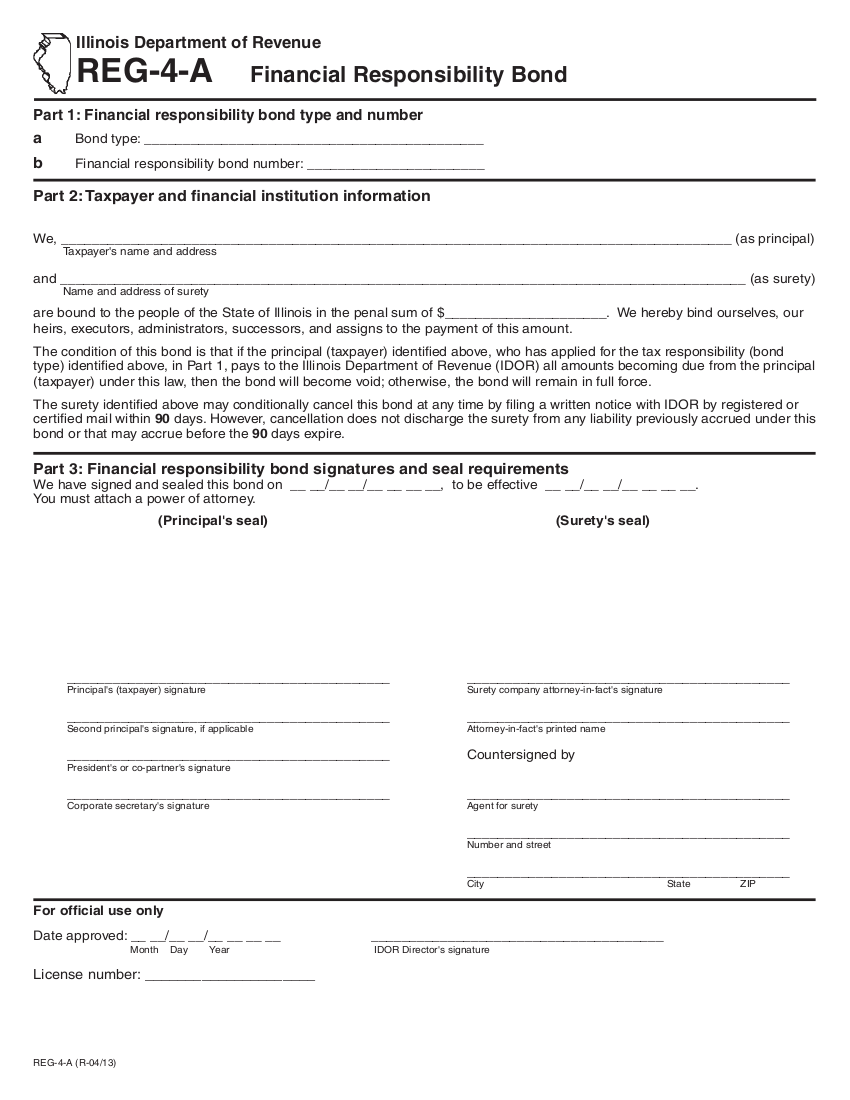 Illinois Department of Revenue
REG-4-A Financial Responsibility Bond
Part 1: Financial responsibility bond type and number
a Bond type: ____________________________________________
b Financial responsibility bond number: _______________________
Part 2: Taxpayer and financial institution information
We, _______________________________________________________________________________________ (as principal)
Taxpayer's name and address
and _________________________________________________________________________________________ (as surety)
Name and address of surety
are bound to the people of the State of Illinois in the penal sum of $_____________________. We hereby bind ourselves, our
heirs, executors, administrators, successors, and assigns to the payment of this amount.
The condition of this bond is that if the principal (taxpayer) identified above, who has applied for the tax responsibility (bond
type) identified above, in Part 1, pays to the Illinois Department of Revenue (IDOR) all amounts becoming due from the principal
(taxpayer) under this law, then the bond will become void; otherwise, the bond will remain in full force.
The surety identified above may conditionally cancel this bond at any time by filing a written notice with IDOR by registered or
certified mail within 90 days. However, cancellation does not discharge the surety from any liability previously accrued under this
bond or that may accrue before the 90 days expire.
Part 3: Financial responsibility bond signatures and seal requirements
We have signed and sealed this bond on __ __/__ __/__ __ __ __, to be effective __ __/__ __/__ __ __ __.
You must attach a power of attorney.
(Principal's seal) (Surety's seal)
Principal's (taxpayer) signature Surety company attorney-in-fact's signature
Second principal's signature, if applicable Attorney-in-fact's printed name
Countersigned by
President's or co-partner's signature
Corporate secretary's signature Agent for surety
Number and street
City State ZIP
For official use only
Date approved: __ __/__ __/__ __ __ __ ______________________________________
Month Day Year IDOR Director's signature
License number: ______________________
REG-4-A (R-04/13)